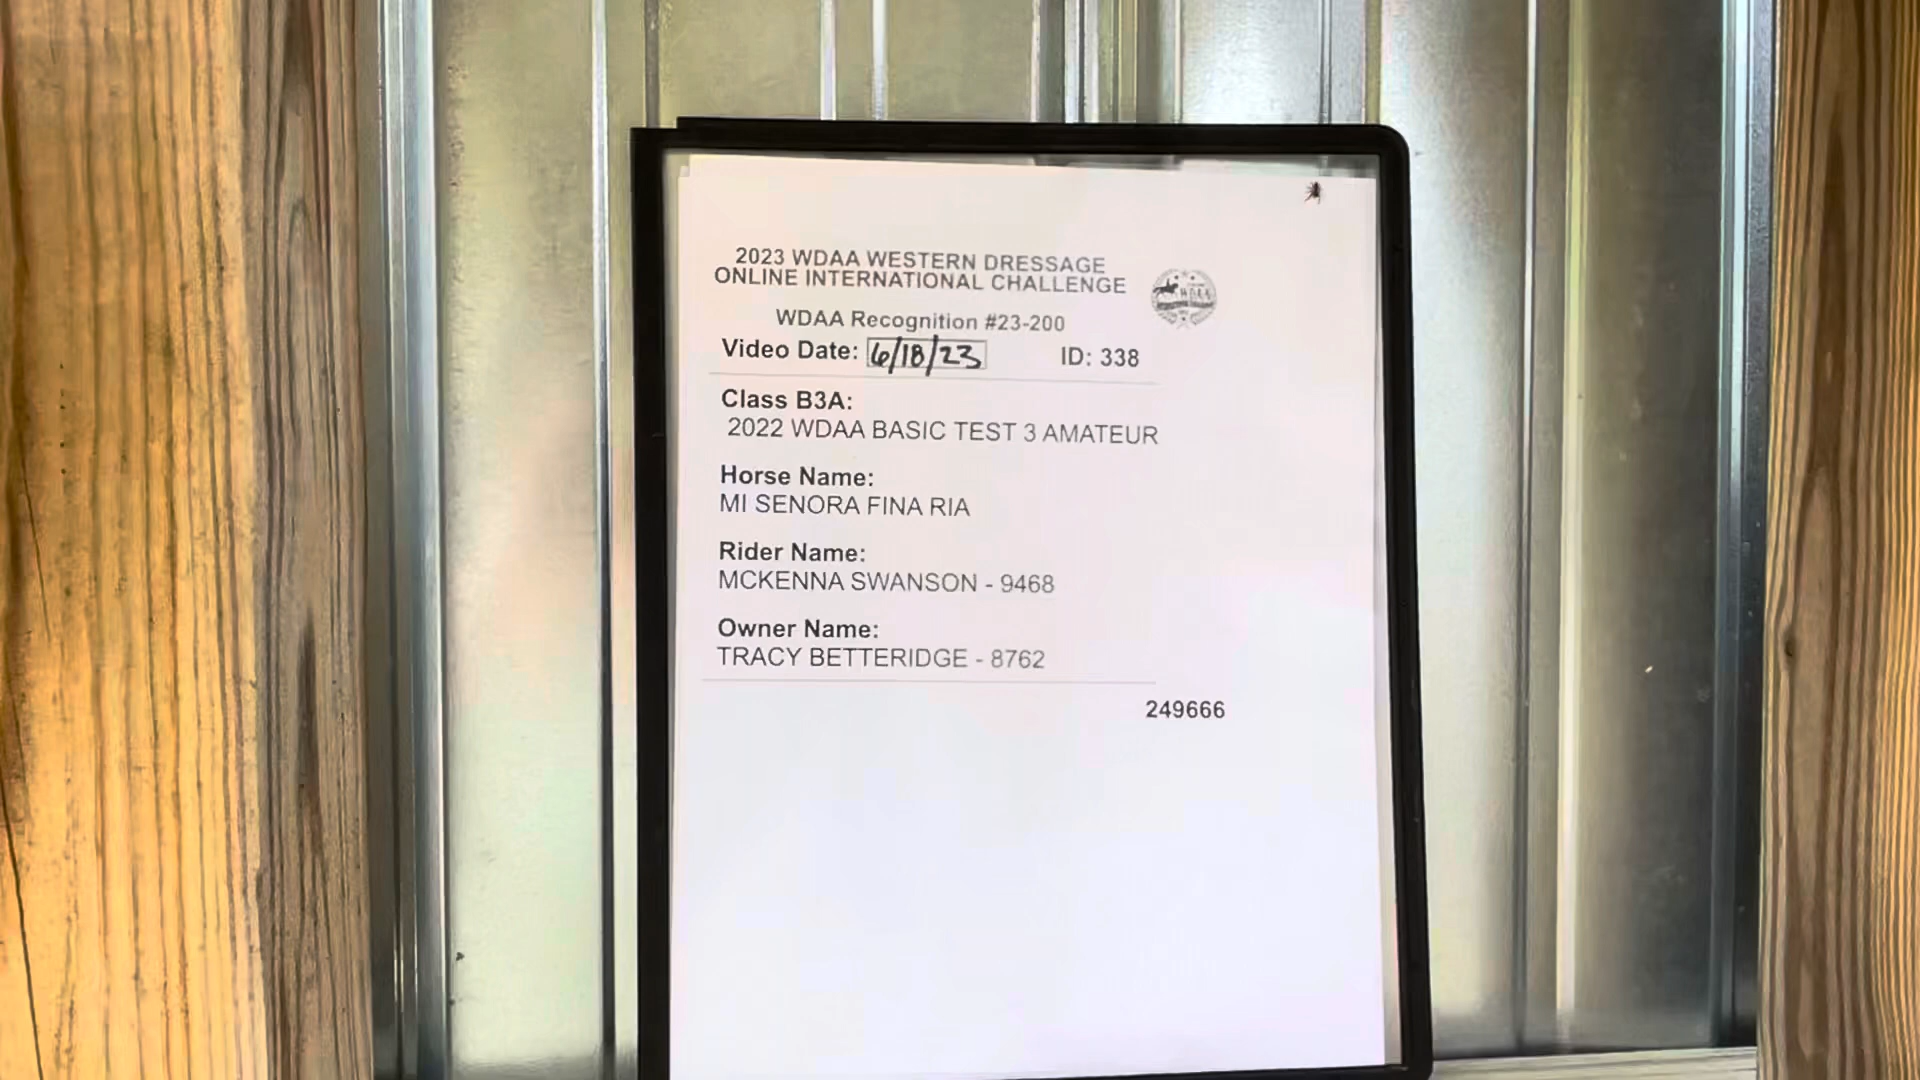 2023 WDAA WESTERN DRESSAGE
ONLINE INTERNATIONAL CHALLENGE
WDAA Recognition #23-200
Video Date: 6/18/23 ID: 338
Class B3A:
2022 WDAA BASIC TEST 3 AMATEUR
Horse Name:
MI SENORA FINA RIA
Rider Name:
MCKENNA SWANSON - 9468
Owner Name:
TRACY BETTERIDGE - 8762
249666